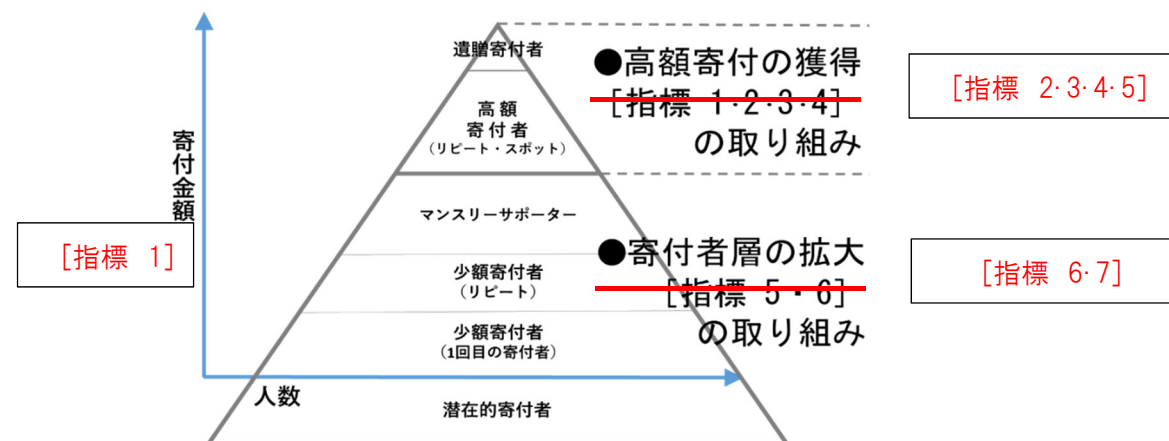 遺贈寄付者
高額
寄付者
(リピート・スポット)
●高額寄付の獲得
[指標 1・2・3・4]
の取り組み
[指標 2・3・4・5]
寄付金額
[指標 1]
マンスリーサポーター
少額寄付者
(リピート)
少額寄付者
(1回目の寄付者)
●寄付者層の拡大
[指標 5・6]
の取り組み
[指標 6・7]
人数
潜在的寄付者